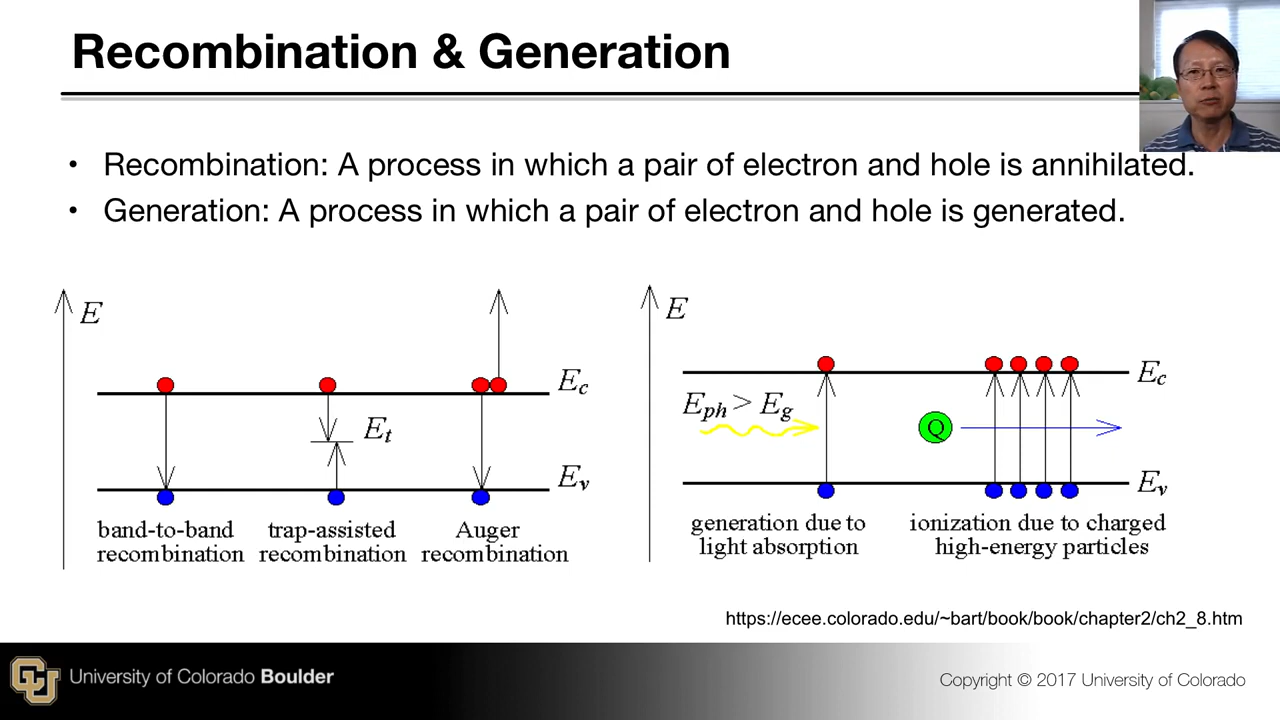 Recombination & Generation
• Recombination: A process in which a pair of electron and hole is annihilated.
• Generation: A process in which a pair of electron and hole is generated.
E
Ec
Et
Ev
band-to-band
recombination
trap-assisted
recombination
Auger
recombination
E
Ec
Eph > Eg
Q
Ev
generation due to
light absorption
ionization due to charged
high-energy particles
https://ecee.colorado.edu/~bart/book/book/chapter2/ch2_8.htm
CU
University of Colorado Boulder
Copyright © 2017 University of Colorado